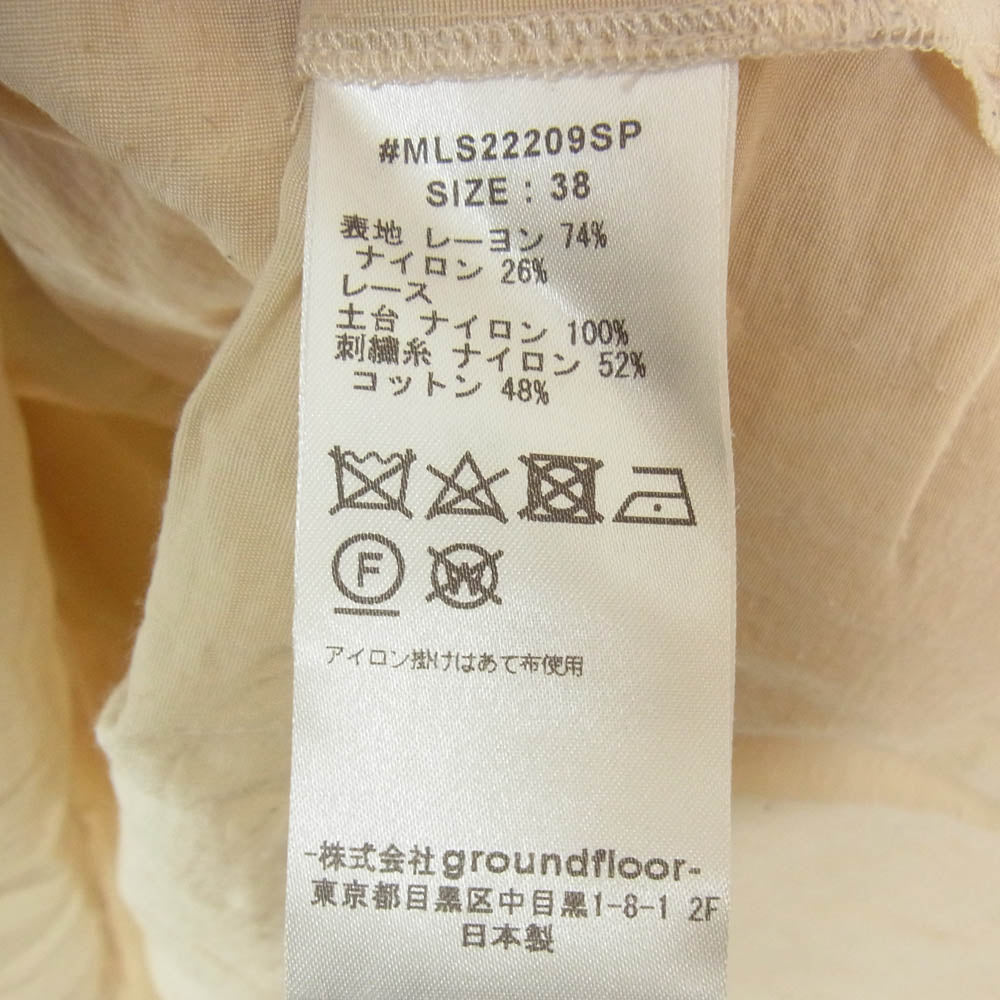 #MLS22209SP
SIZE : 38
表地 レーヨン 74%
ナイロン 26%
レース
土台 ナイロン 100%
刺繍糸 ナイロン 52%
コットン 48%
F
W
アイロン掛けはあて布使用
-株式会社groundfloor-
東京都目黒区中目黒1-8-1 2F
日本製